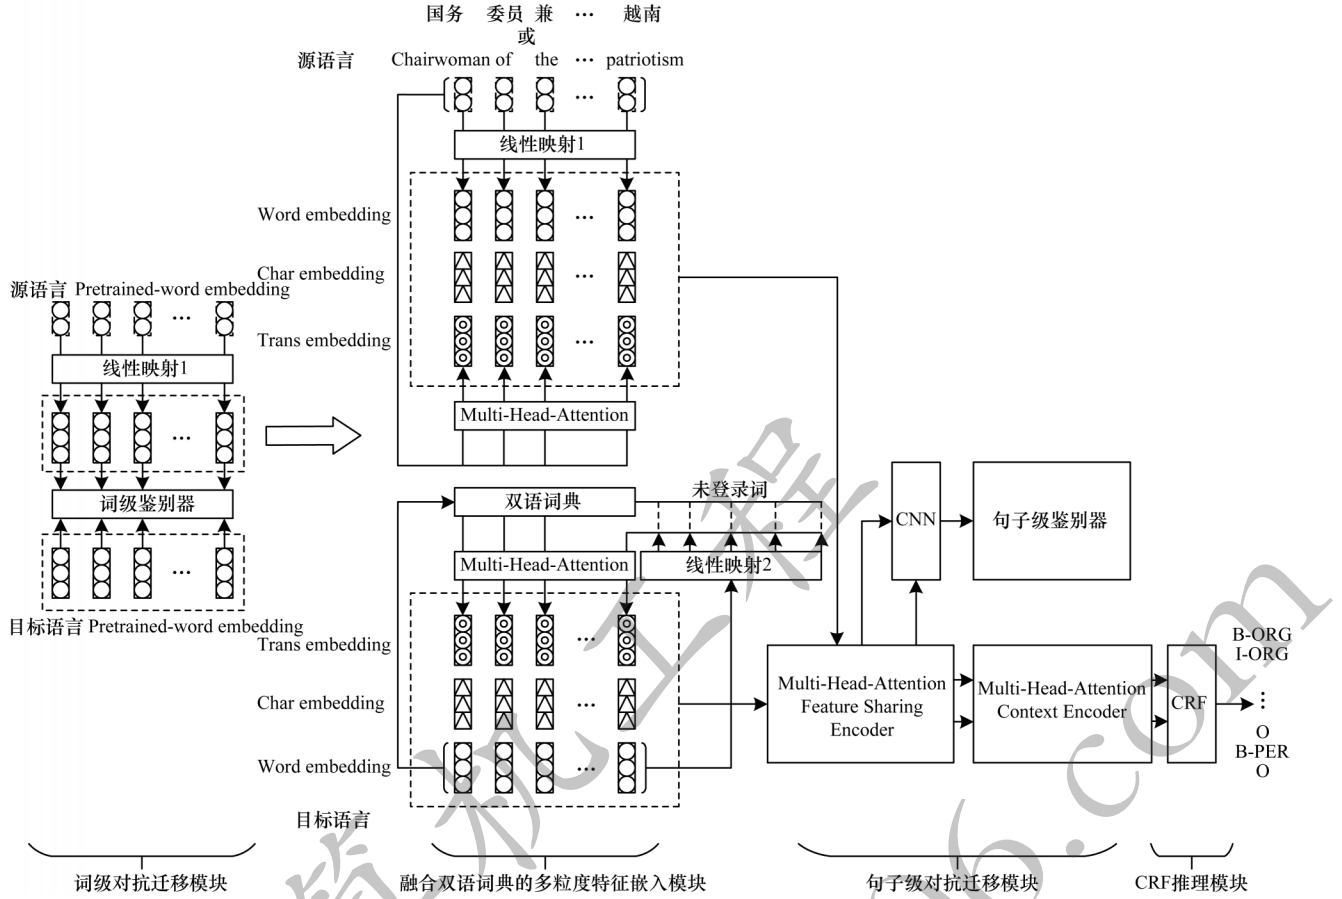 国务 委员 兼 … 越南
或
源语言 Chairwoman of the … patriotism
线性映射1
Word embedding
Char embedding
Trans embedding
Multi-Head-Attention
源语言 Pretrained-word embedding
线性映射1
词级鉴别器
目标语言 Pretrained-word embedding
双语词典
未登录词
Multi-Head-Attention
线性映射2
Trans embedding
Char embedding
Word embedding
目标语言
CNN
句子级鉴别器
Multi-Head-Attention
Feature Sharing
Encoder
Multi-Head-Attention
Context Encoder
CRF
B-ORG
I-ORG
⋮
O
B-PER
O
词级对抗迁移模块
融合双语词典的多粒度特征嵌入模块
句子级对抗迁移模块
CRF推理模块
机工程
.com